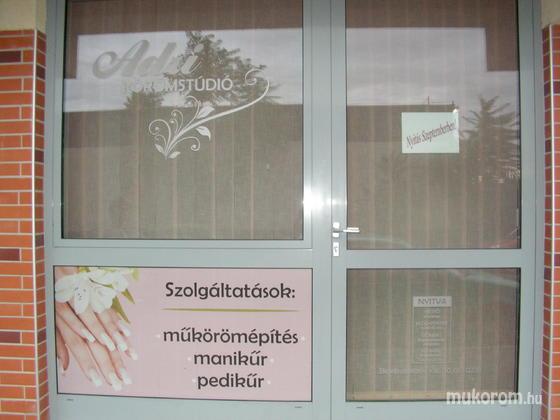 Adri
KÖRÖMSTÚDIÓ
Nyitás Szeptemberben
Szolgáltatások:
műkörömépítés
manikűr
pedikűr
NYITVA
mukorom.hu